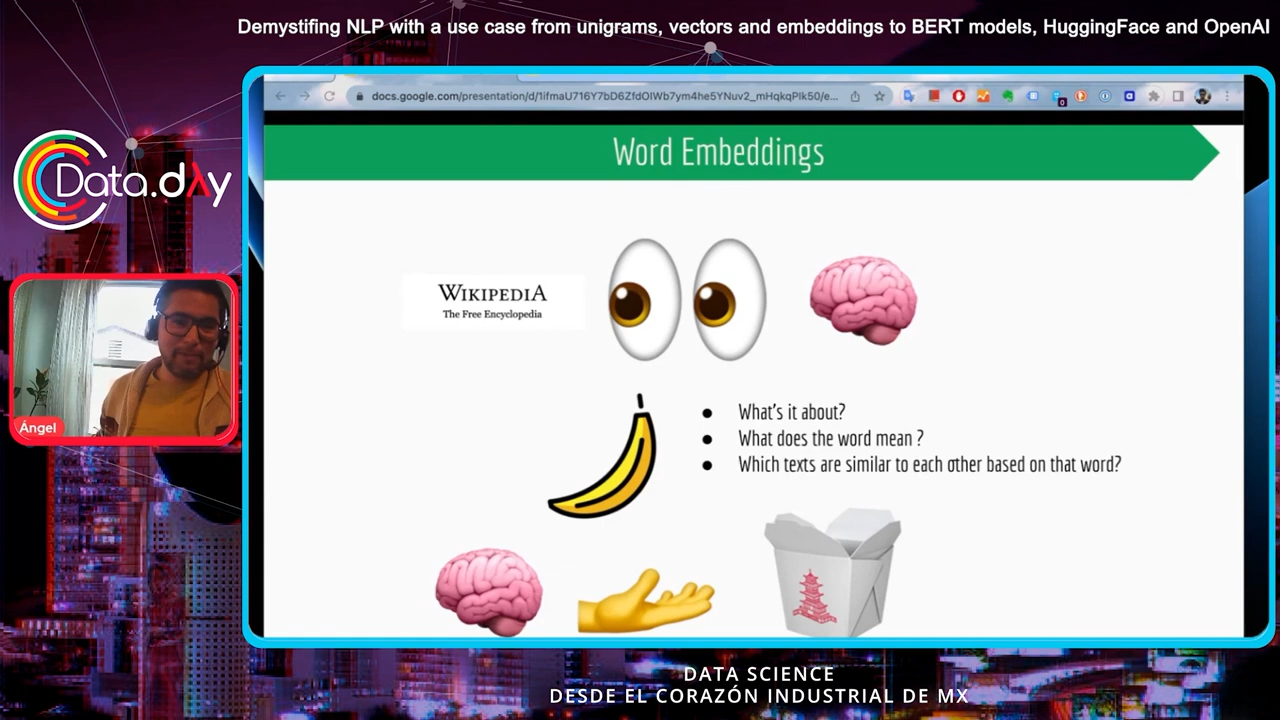 Demystifing NLP with a use case from unigrams, vectors and embeddings to BERT models, HuggingFace and OpenAI
docs.google.com/presentation/d/1ifmaU716Y7bD6ZfdOIWb7ym4he5YNuv2_mHqkqPlk50/e...
0
Word Embeddings
Data.day
WIKIPEDIA
The Free Encyclopedia
Ángel
● What's it about?
● What does the word mean ?
● Which texts are similar to each other based on that word?
DATA SCIENCE
DESDE EL CORAZÓN INDUSTRIAL DE MX